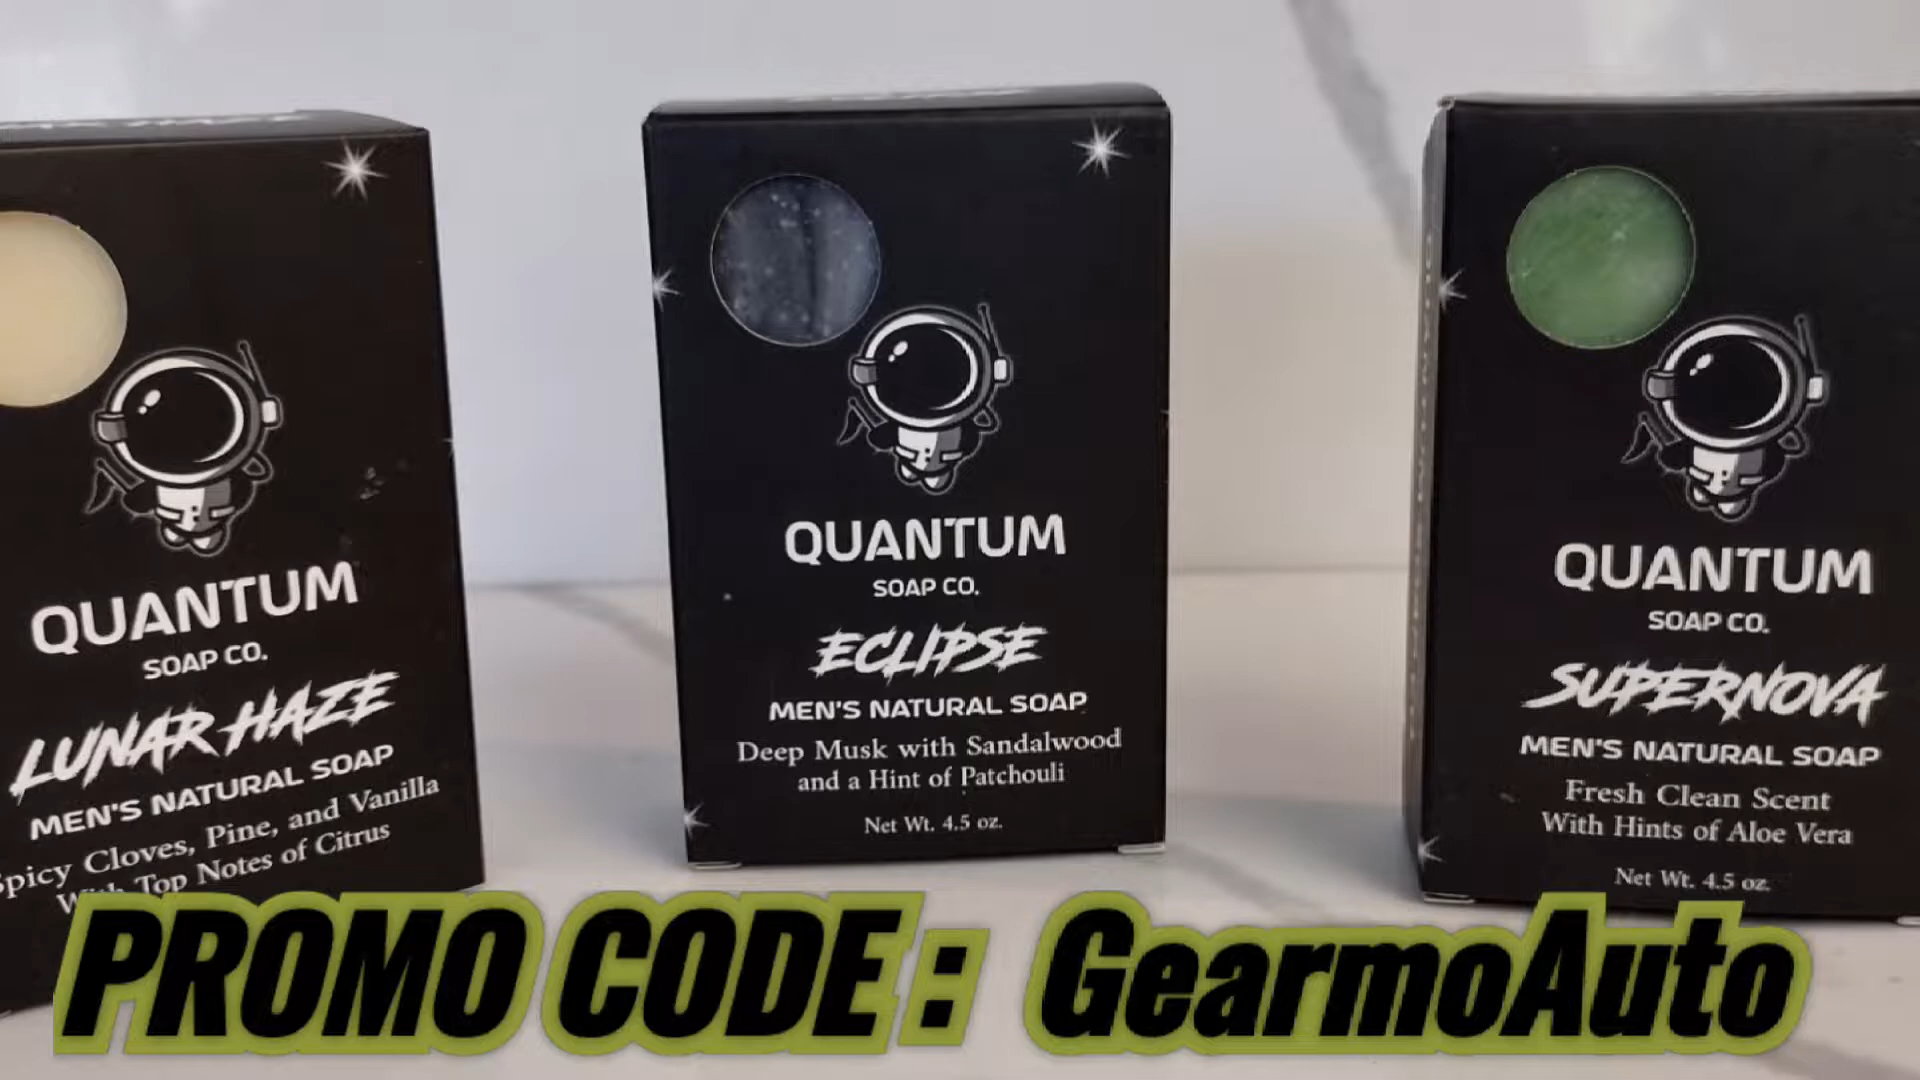 QUANTUM
SOAP CO.
LUNAR HAZE
MEN'S NATURAL SOAP
Spicy Cloves, Pine, and Vanilla
With Top Notes of Citrus
QUANTUM
SOAP CO.
ECLIPSE
MEN'S NATURAL SOAP
Deep Musk with Sandalwood
and a Hint of Patchouli
Net Wt. 4.5 oz.
QUANTUM
SOAP CO.
SUPERNOVA
MEN'S NATURAL SOAP
Fresh Clean Scent
With Hints of Aloe Vera
Net Wt. 4.5 oz.
PROMO CODE: GearmoAuto